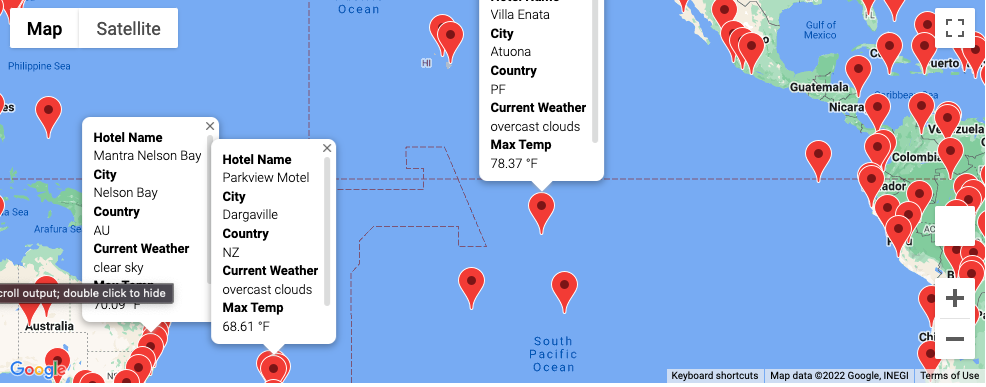 Map
Satellite
Ocean
Philippine Sea
HI
Hotel Name
Villa Enata
City
Atuona
Country
PF
Current Weather
overcast clouds
Max Temp
78.37 °F
Gulf of
Mexico
Guatemala
Nicara
Caribbean Sea
uerto
Venezuela
Colombia
ador
Peru
Hotel Name
Mantra Nelson Bay
City
Nelson Bay
Country
AU
Current Weather
clear sky
Max Temp
70.09 °F
Hotel Name
Parkview Motel
City
Dargaville
Country
NZ
Current Weather
overcast clouds
Max Temp
68.61 °F
a Sea
Arafura Sea
croll output; double click to hide
Australia
South
Pacific
Ocean
Google
Keyboard shortcuts
Map data ©2022 Google, INEGI
Terms of Use